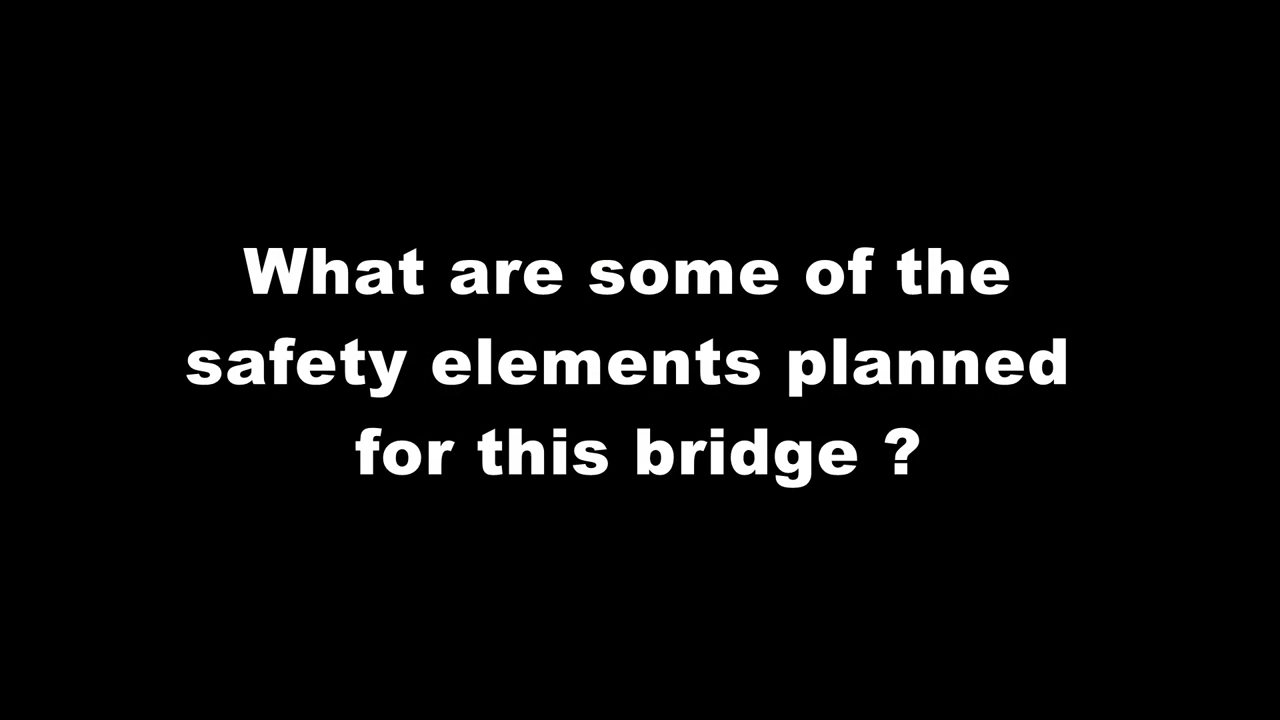 What are some of the
safety elements planned
for this bridge ?